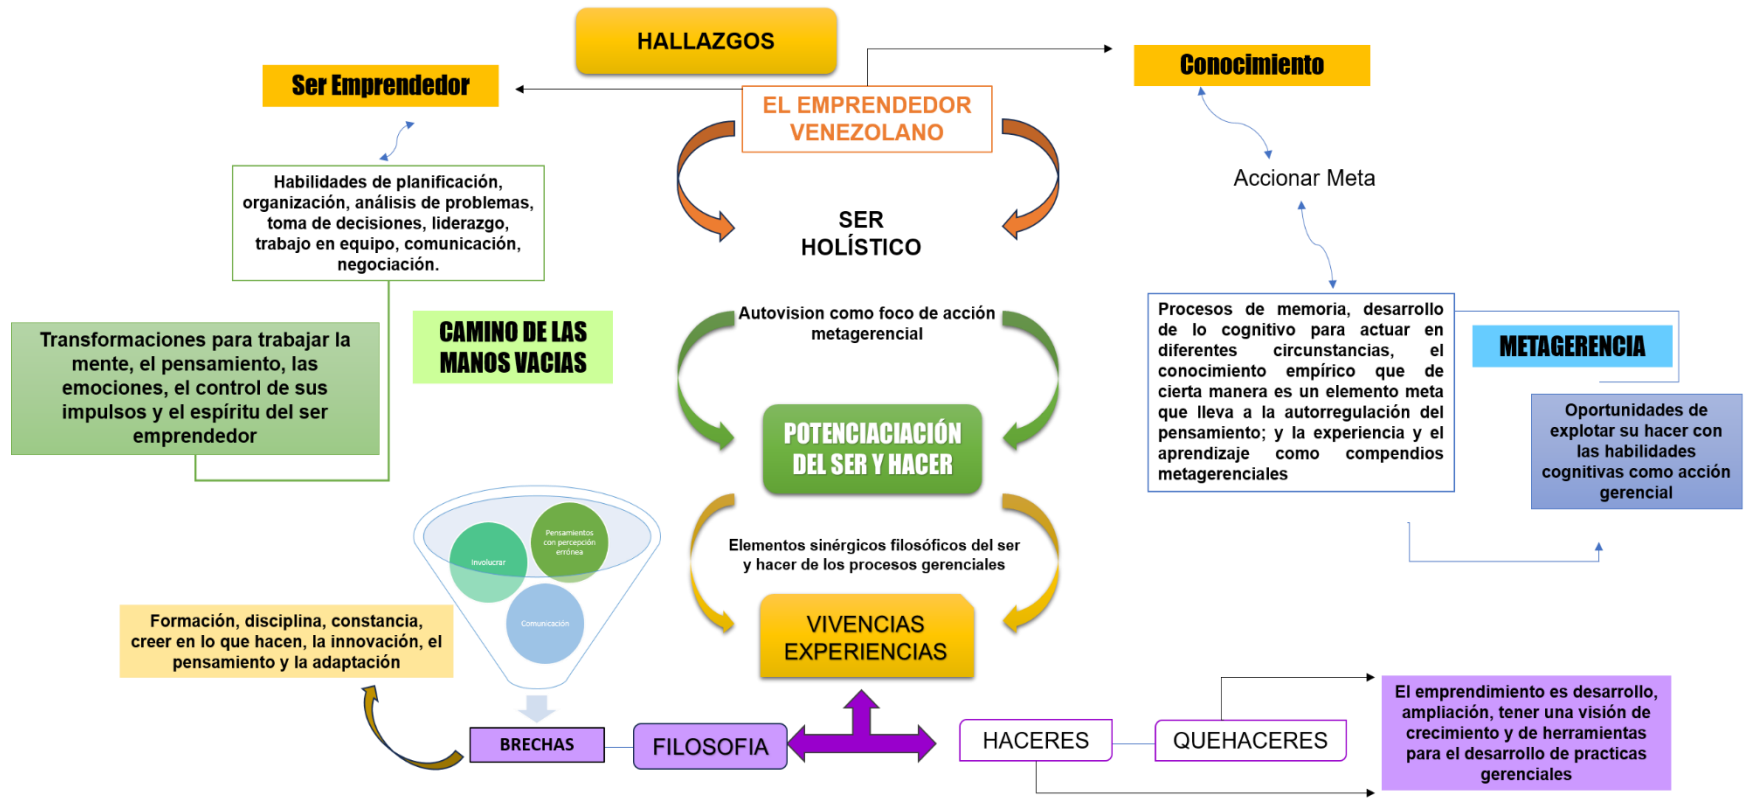 HALLAZGOS
Ser Emprendedor
Conocimiento
EL EMPRENDEDOR
VENEZOLANO
Habilidades de planificación,
organización, análisis de problemas,
toma de decisiones, liderazgo,
trabajo en equipo, comunicación,
negociación.
Accionar Meta
SER
HOLÍSTICO
Transformaciones para trabajar la
mente, el pensamiento, las
emociones, el control de sus
impulsos y el espíritu del ser
emprendedor
CAMINO DE LAS
MANOS VACIAS
Autovision como foco de acción
metagerencial
Procesos de memoria, desarrollo
de lo cognitivo para actuar en
diferentes circunstancias, el
conocimiento empírico que de
cierta manera es un elemento meta
que lleva a la autorregulación del
pensamiento; y la experiencia y el
aprendizaje como compendios
metagerenciales
METAGERENCIA
Oportunidades de
explotar su hacer con
las habilidades
cognitivas como acción
gerencial
POTENCIACIACIÓN
DEL SER Y HACER
Pensamientos
con percepción
errónea
Involucrar
Comunicación
Elementos sinérgicos filosóficos del ser
y hacer de los procesos gerenciales
Formación, disciplina, constancia,
creer en lo que hacen, la innovación, el
pensamiento y la adaptación
VIVENCIAS
EXPERIENCIAS
BRECHAS
FILOSOFIA
HACERES
QUEHACERES
El emprendimiento es desarrollo,
ampliación, tener una visión de
crecimiento y de herramientas
para el desarrollo de practicas
gerenciales